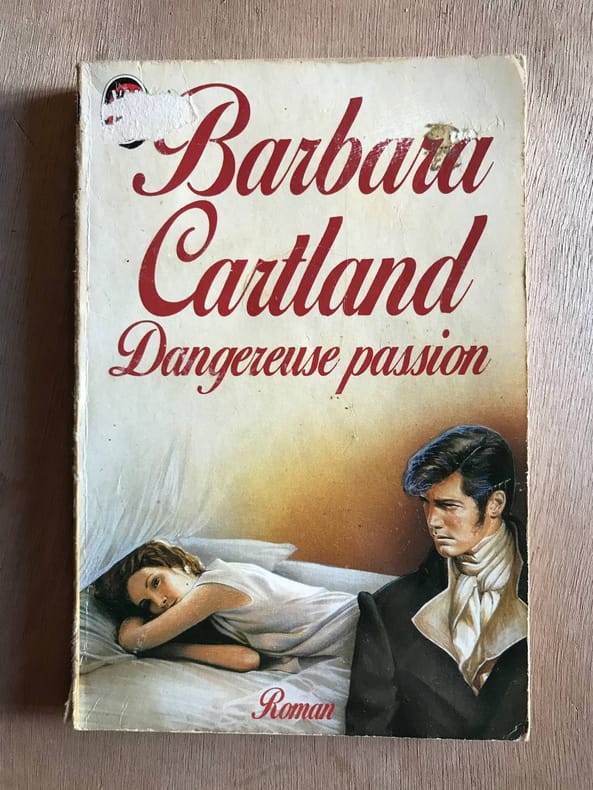 Barbara
Cartland
Dangereuse passion
Roman